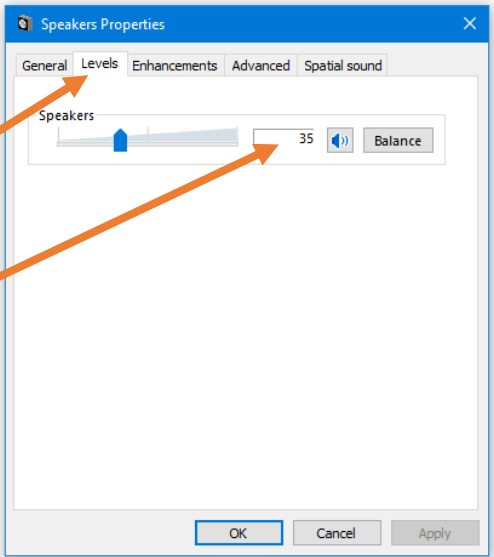 Speakers Properties
General Levels Enhancements Advanced Spatial sound
Speakers
35 Balance
OK Cancel Apply